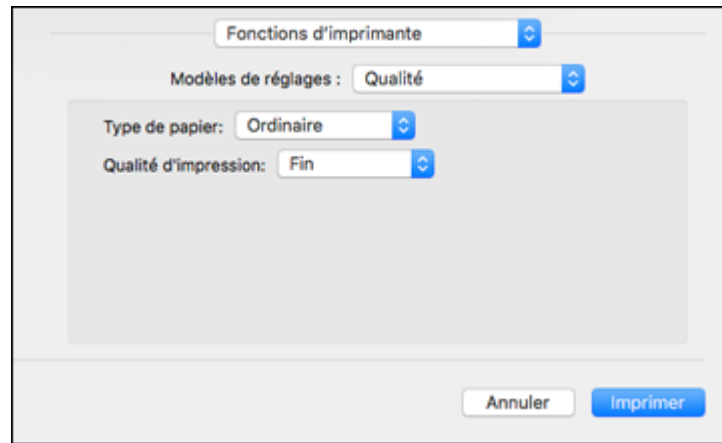 Fonctions d'imprimante
Modèles de réglages : Qualité
Type de papier: Ordinaire
Qualité d'impression: Fin
Annuler Imprimer